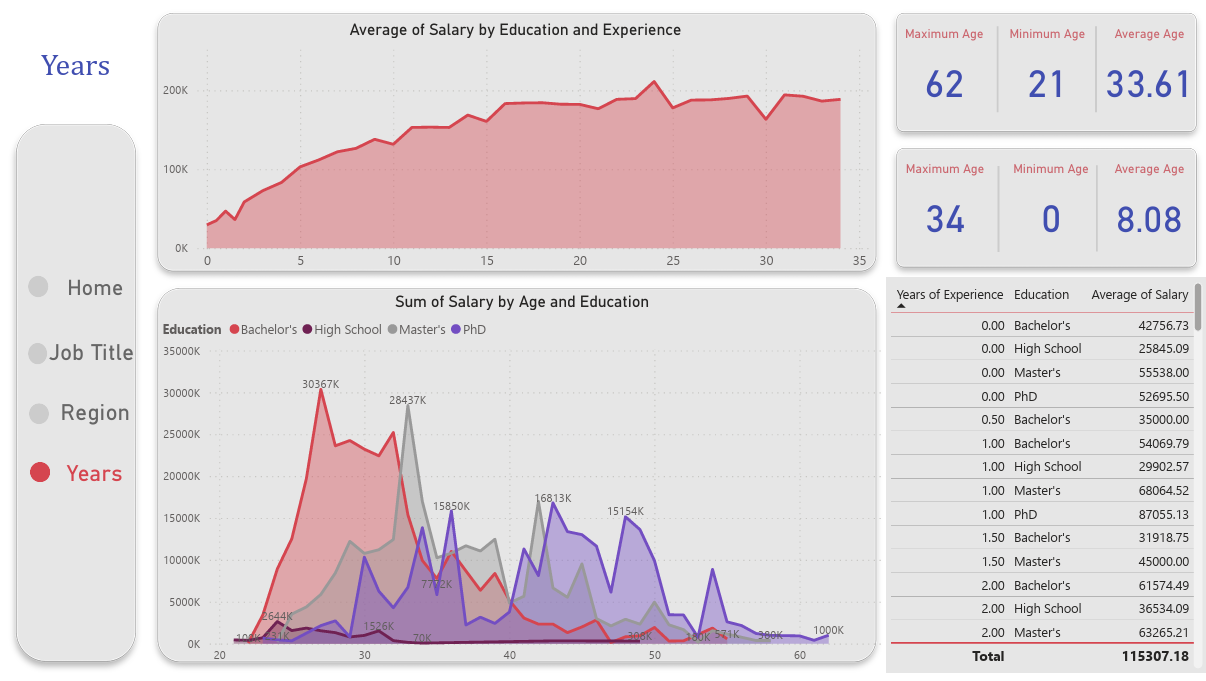 Years
Home
Job Title
Region
Years
Average of Salary by Education and Experience
200K
100K
0K
0 5 10 15 20 25 30 35
Sum of Salary by Age and Education
Education Bachelor's High School Master's PhD
35000K
30000K
25000K
20000K
15000K
10000K
5000K
0K
30367K
28437K
15850K
16813K
15154K
2644K
1526K
70K
571K
380K
1000K
20 30 40 50 60
Maximum Age Minimum Age Average Age
62 21 33.61
Maximum Age Minimum Age Average Age
34 0 8.08
Years of Experience Education Average of Salary
0.00 Bachelor's 42756.73
0.00 High School 25845.09
0.00 Master's 55538.00
0.00 PhD 52695.50
0.50 Bachelor's 35000.00
1.00 Bachelor's 54069.79
1.00 High School 29902.57
1.00 Master's 68064.52
1.00 PhD 87055.13
1.50 Bachelor's 31918.75
1.50 Master's 45000.00
2.00 Bachelor's 61574.49
2.00 High School 36534.09
2.00 Master's 63265.21
Total 115307.18